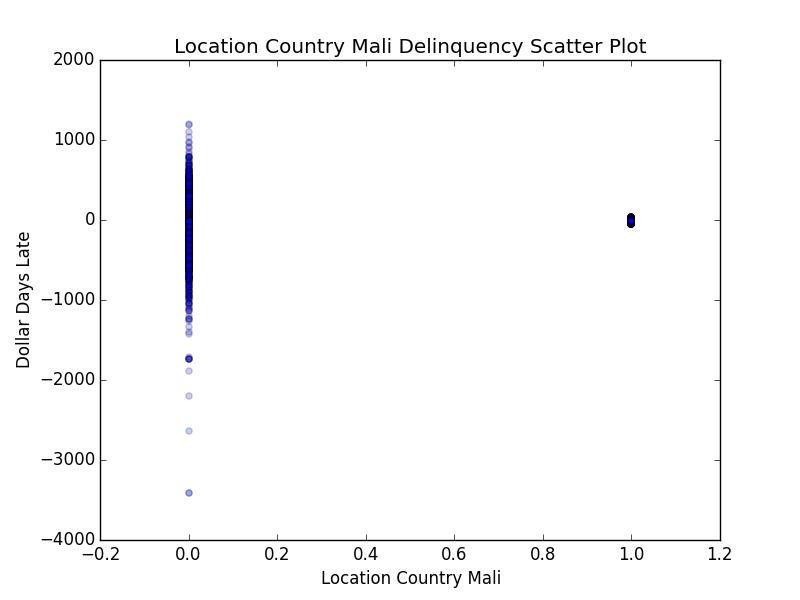 Location Country Mali Delinquency Scatter Plot
2000
1000
0
−1000
−2000
−3000
−4000
Dollar Days Late
−0.2 0.0 0.2 0.4 0.6 0.8 1.0 1.2
Location Country Mali